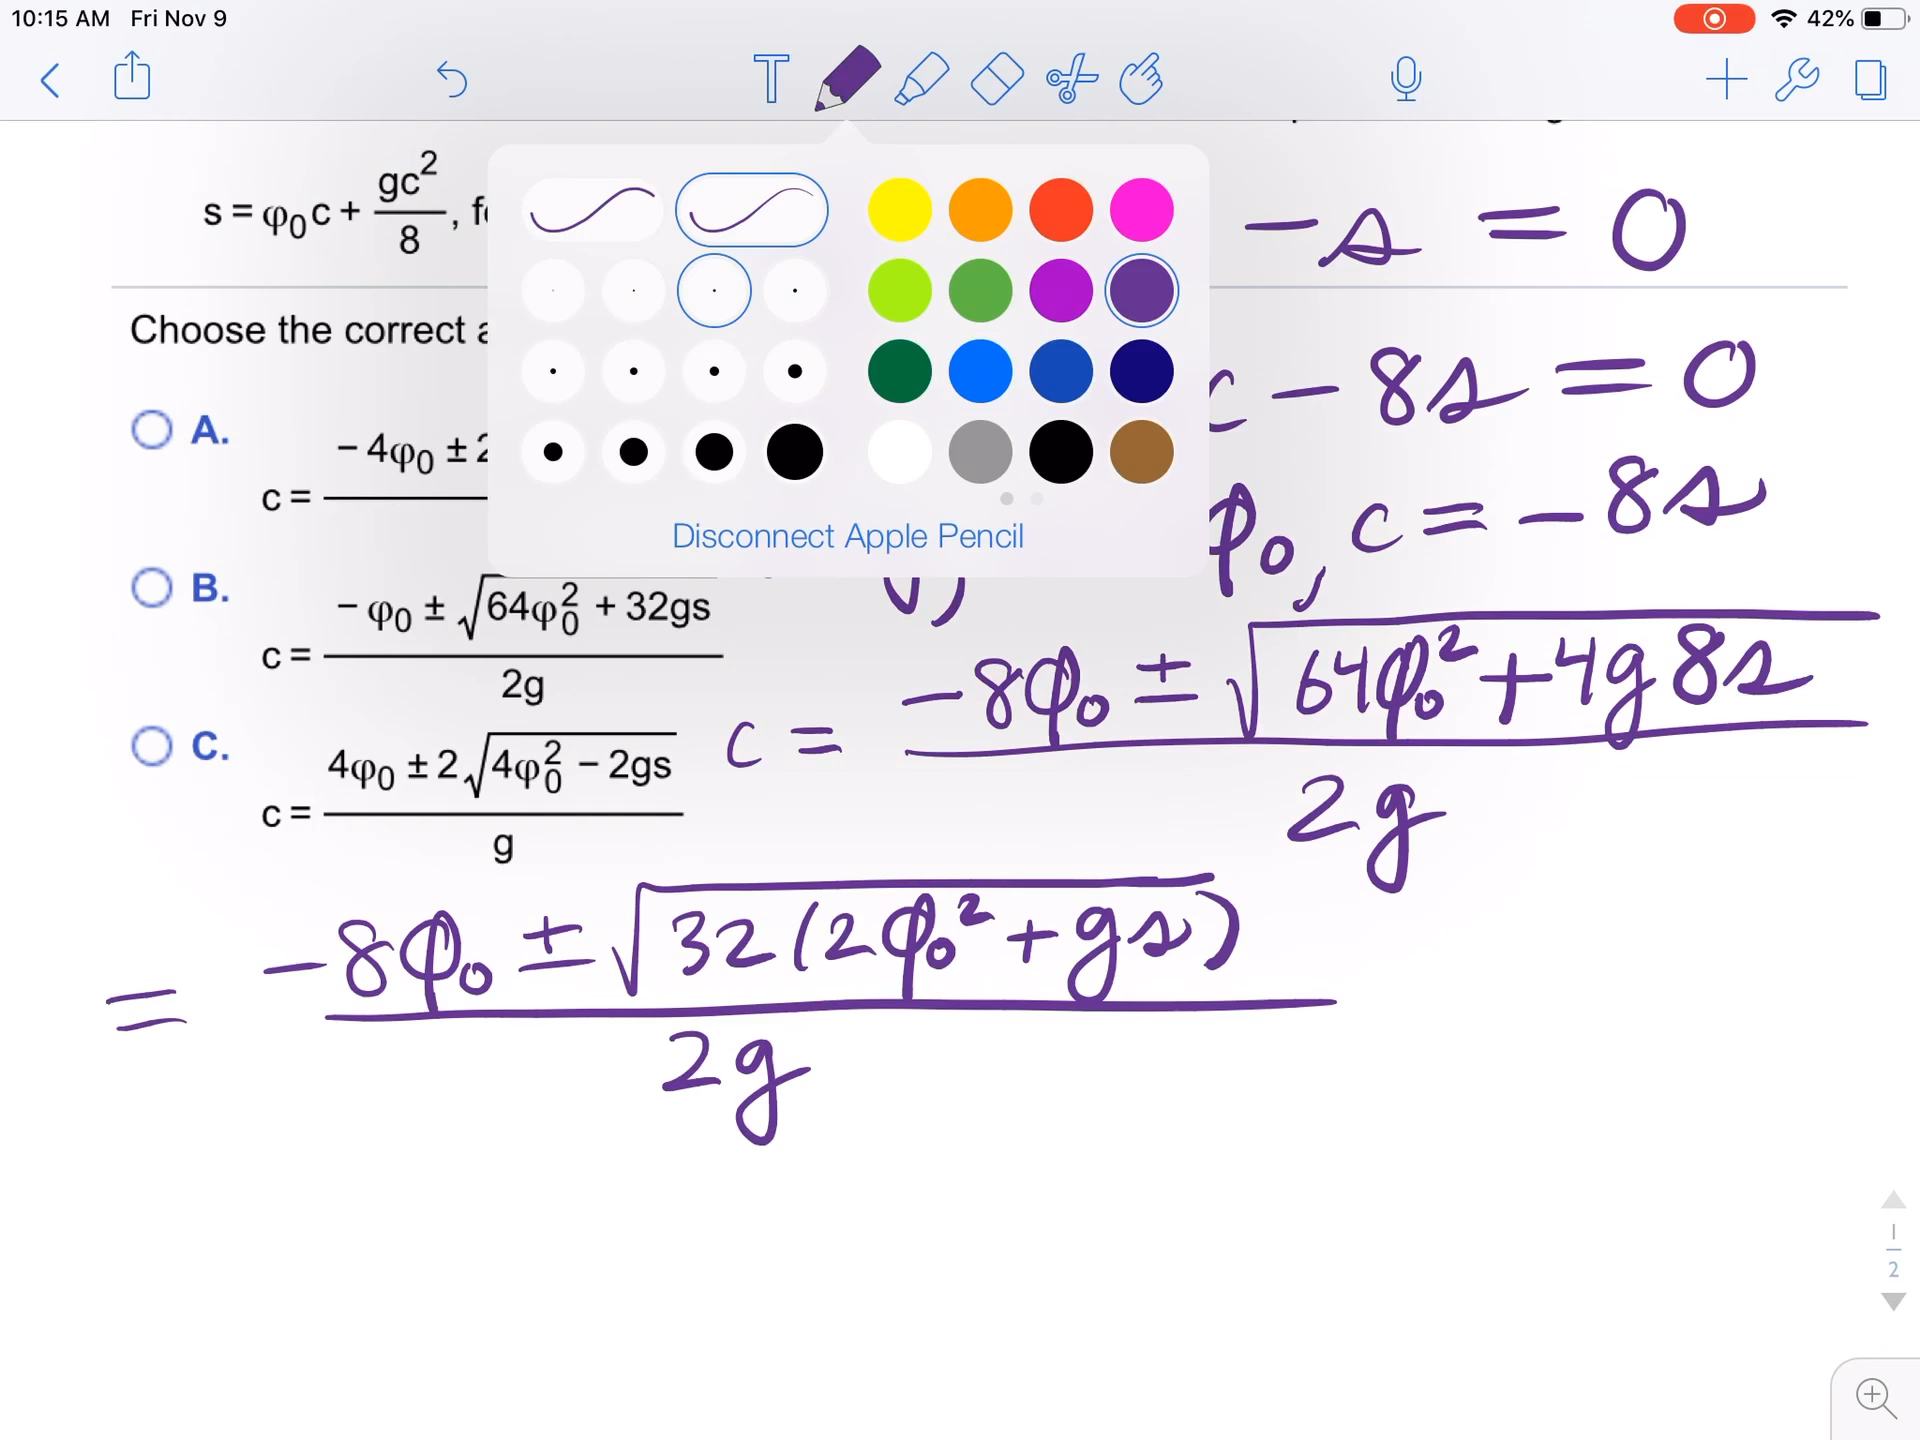 10:15 AM Fri Nov 9
42%
T
s = φ₀c + gc²/8 ,
- s = 0
Choose the correct
c - 8s = 0
A. c = - 4φ₀ ± 2
φ₀, c = - 8s
Disconnect Apple Pencil
B. c = (- φ₀ ± √(64φ₀² + 32gs))/2g
c = (-8φ₀ ± √(64φ₀² + 4g8s))/2g
C. c = (4φ₀ ± 2√(4φ₀² - 2gs))/g
= (-8φ₀ ± √(32(2φ₀² + gs)))/2g
1/2